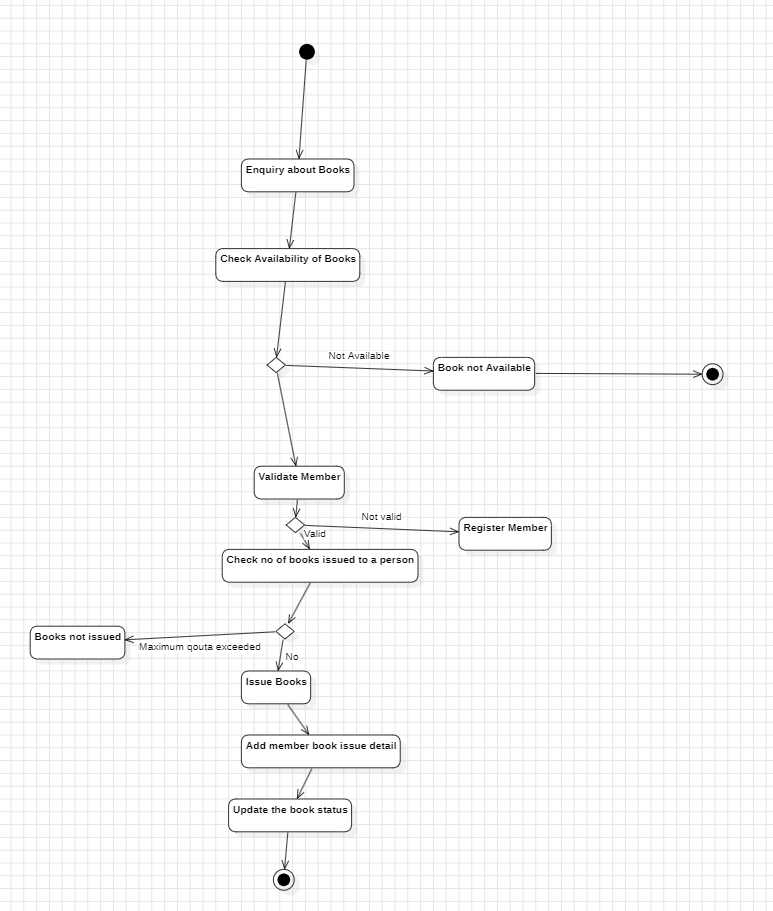 Enquiry about Books
Check Availability of Books
Not Available
Book not Available
Validate Member
Not valid
Register Member
Valid
Check no of books issued to a person
Books not issued
Maximum qouta exceeded
No
Issue Books
Add member book issue detail
Update the book status